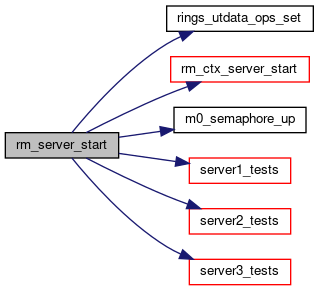 rings_utdata_ops_set
rm_ctx_server_start
m0_semaphore_up
rm_server_start
server1_tests
server2_tests
server3_tests